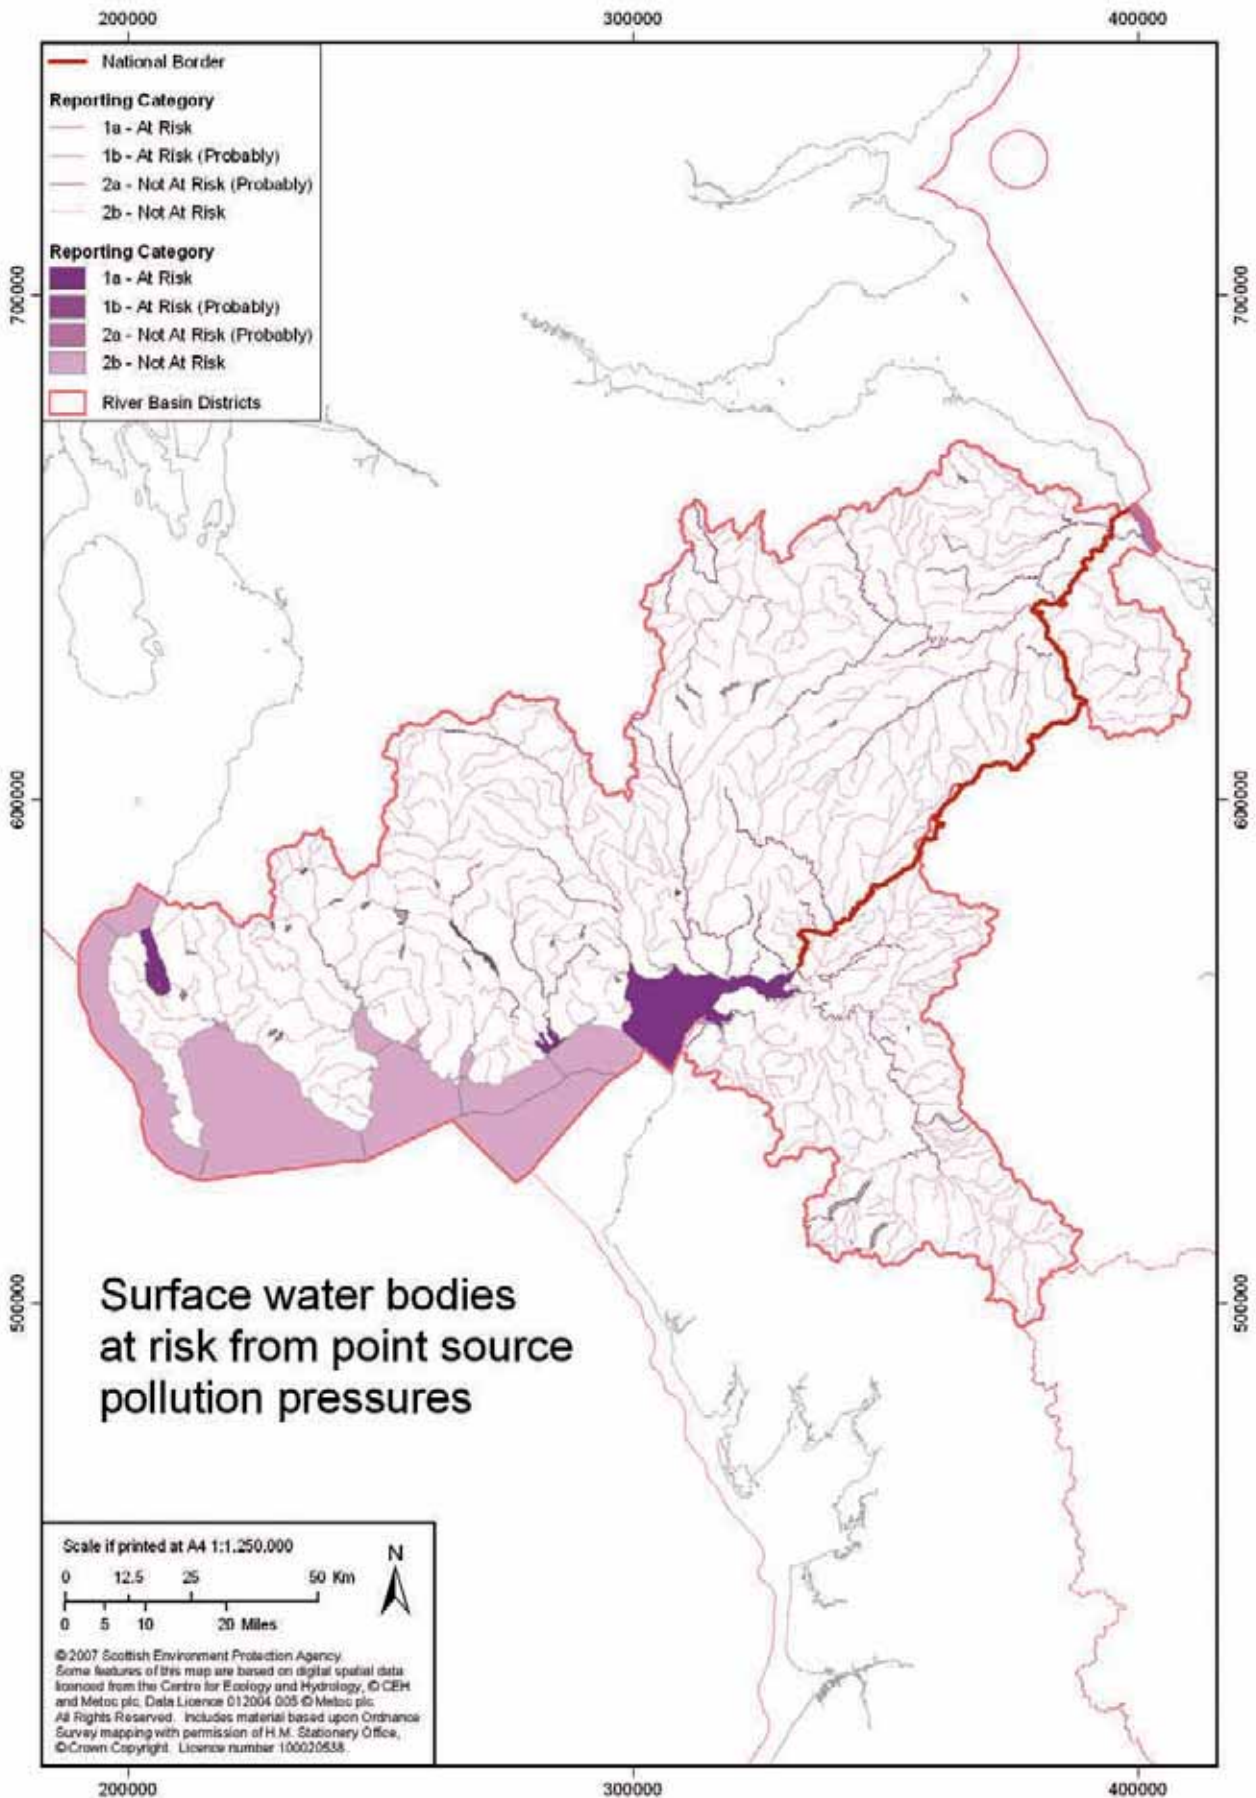 200000 300000 400000
National Border
Reporting Category
1a - At Risk
1b - At Risk (Probably)
2a - Not At Risk (Probably)
2b - Not At Risk
Reporting Category
1a - At Risk
1b - At Risk (Probably)
2a - Not At Risk (Probably)
2b - Not At Risk
River Basin Districts
700000 700000
600000 600000
500000 500000
Surface water bodies
at risk from point source
pollution pressures
Scale if printed at A4 1:1,250,000
N
0 12.5 25 50 Km
0 5 10 20 Miles
© 2007 Scottish Environment Protection Agency.
Some features of this map are based on digital spatial data
licenced from the Centre for Ecology and Hydrology, © CEH
and Metoc plc, Data Licence 012004.005 © Metoc plc.
All Rights Reserved. Includes material based upon Ordnance
Survey mapping with permission of H.M. Stationery Office,
© Crown Copyright. Licence number 100020538.
200000 300000 400000